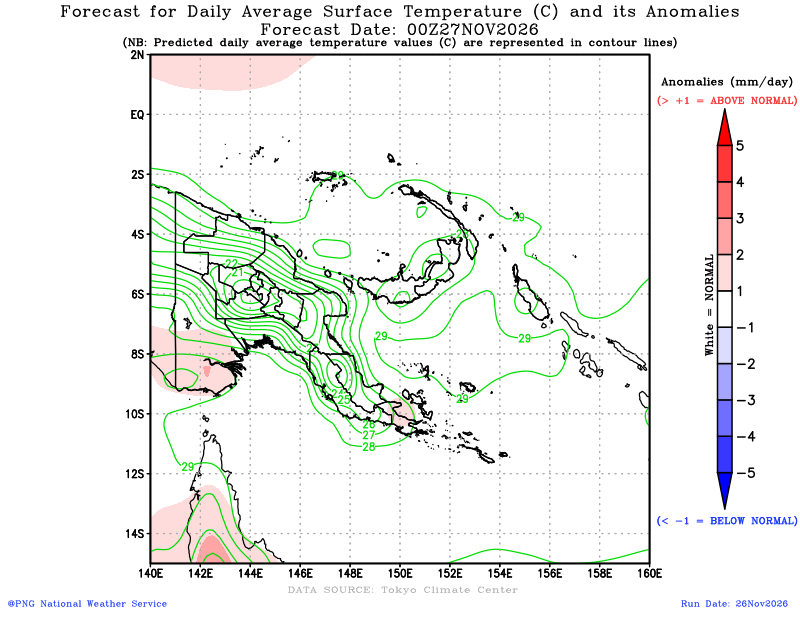 Forecast for Daily Average Surface Temperature (C) and its Anomalies
Forecast Date: 00Z27NOV2026
(NB: Predicted daily average temperature values (C) are represented in contour lines)
Anomalies (mm/day)
(> +1 = ABOVE NORMAL)
2N
EQ
2S
4S
6S
8S
10S
12S
14S
140E 142E 144E 146E 148E 150E 152E 154E 156E 158E 160E
29
29
22
21
29
29
29
24
25
26
27
28
29
5
4
3
2
1
−1
−2
−3
−4
−5
White = NORMAL
(< −1 = BELOW NORMAL)
DATA SOURCE: Tokyo Climate Center
@PNG National Weather Service
Run Date: 26Nov2026